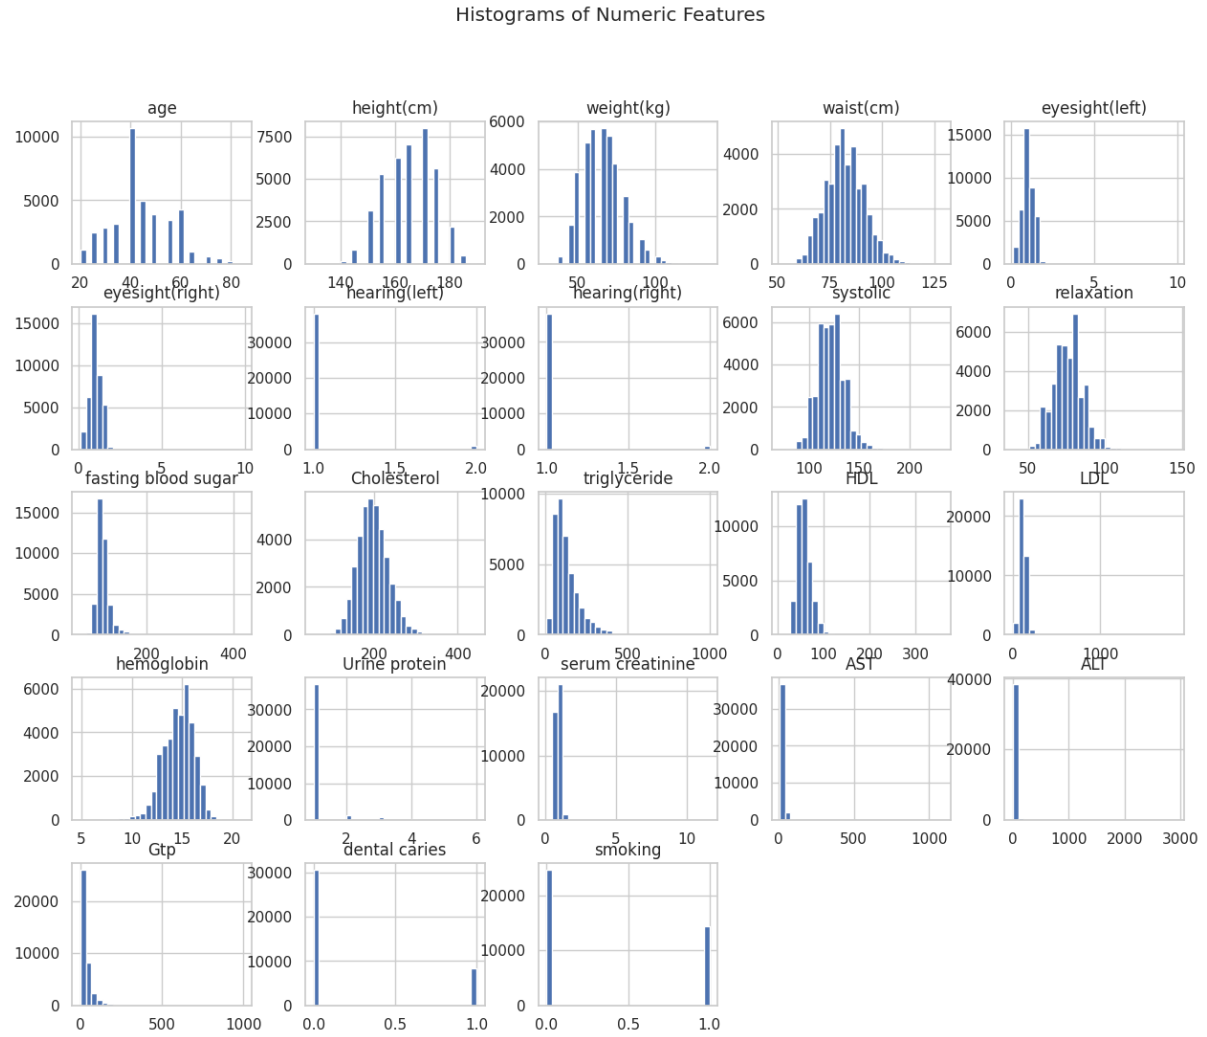 Histograms of Numeric Features
age height(cm) weight(kg) waist(cm) eyesight(left)
10000 5000 0 20 40 60 80
7500 5000 2500 0 140 160 180
6000 4000 2000 0 50 100
4000 2000 0 50 75 100 125
15000 10000 5000 0 0 5 10
eyesight(right) hearing(left) hearing(right) systolic relaxation
15000 10000 5000 0 0 5 10
30000 20000 10000 0 1.0 1.5 2.0
30000 20000 10000 0 1.0 1.5 2.0
6000 4000 2000 0 100 150 200
6000 4000 2000 0 50 100 150
fasting blood sugar Cholesterol triglyceride HDL LDL
15000 10000 5000 0 200 400
4000 2000 0 200 400
10000 5000 0 0 500 1000
10000 5000 0 0 100 200 300
20000 10000 0 0 1000
hemoglobin Urine protein serum creatinine AST ALT
6000 4000 2000 0 5 10 15 20
30000 20000 10000 0 2 4 6
20000 10000 0 0 5 10
30000 20000 10000 0 0 500 1000
40000 20000 0 0 1000 2000 3000
Gtp dental caries smoking
20000 10000 0 0 500 1000
30000 20000 10000 0 0.0 0.5 1.0
20000 10000 0 0.0 0.5 1.0